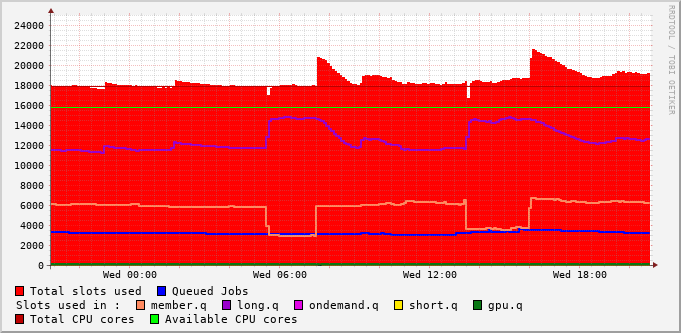 24000
22000
20000
18000
16000
14000
12000
10000
8000
6000
4000
2000
0
Wed 00:00 Wed 06:00 Wed 12:00 Wed 18:00
RRDTOOL / TOBI OETIKER
Total slots used Queued Jobs
Slots used in : member.q long.q ondemand.q short.q gpu.q
Total CPU cores Available CPU cores